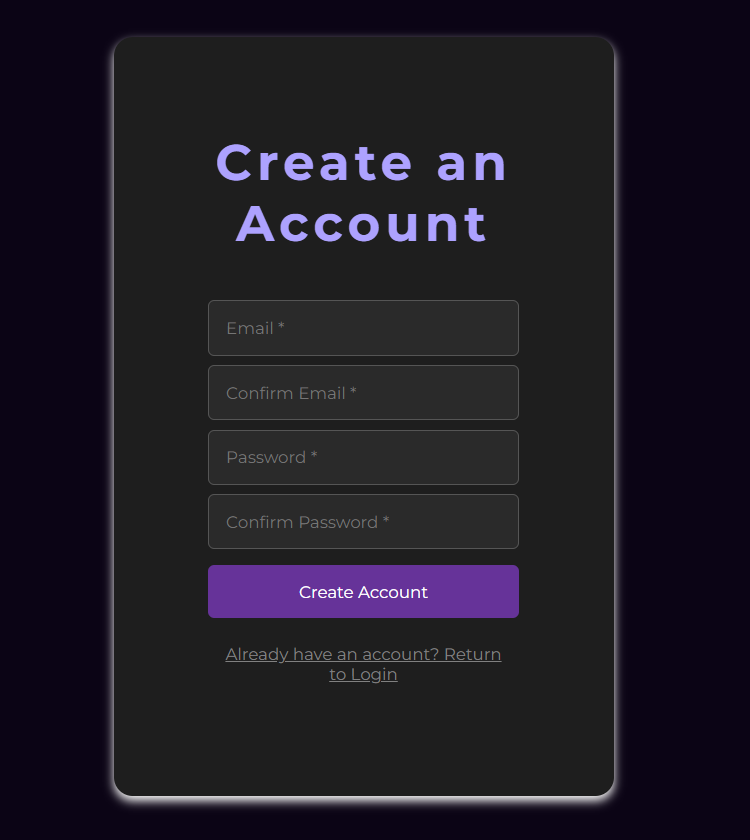 Create an
Account
Email *
Confirm Email *
Password *
Confirm Password *
Create Account
Already have an account? Return
to Login